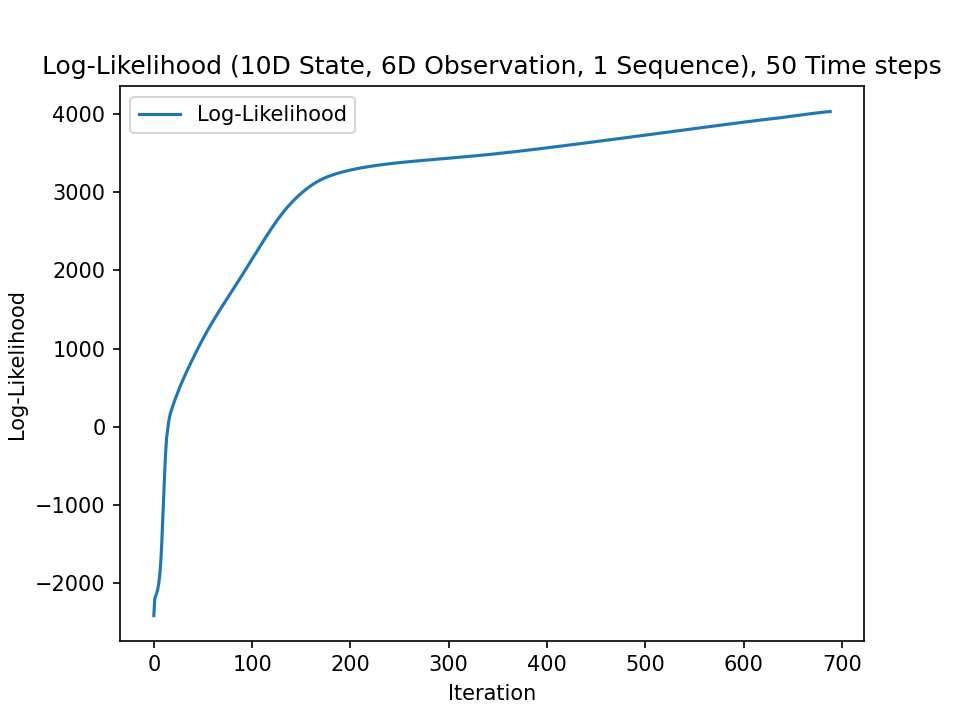 Log-Likelihood (10D State, 6D Observation, 1 Sequence), 50 Time steps
Log-Likelihood
4000
3000
2000
1000
0
−1000
−2000
Log-Likelihood
0 100 200 300 400 500 600 700
Iteration